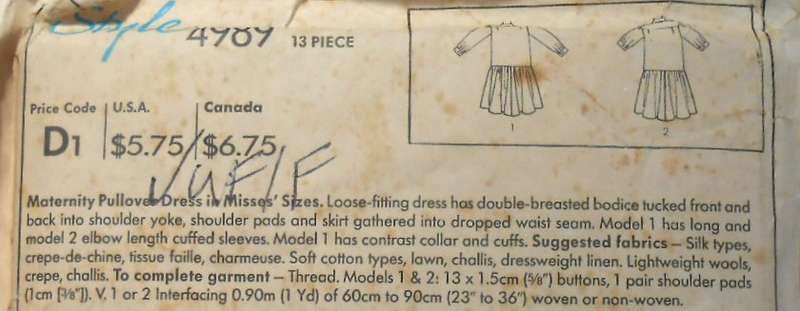 Style 4989 13 PIECE
Price Code U.S.A. Canada
D1 $5.75 $6.75
VUF/F
1 2
Maternity Pullover Dress in Misses' Sizes. Loose-fitting dress has double-breasted bodice tucked front and
back into shoulder yoke, shoulder pads and skirt gathered into dropped waist seam. Model 1 has long and
model 2 elbow length cuffed sleeves. Model 1 has contrast collar and cuffs. Suggested fabrics – Silk types,
crepe-de-chine, tissue faille, charmeuse. Soft cotton types, lawn, challis, dressweight linen. Lightweight wools,
crepe, challis. To complete garment – Thread. Models 1 & 2: 13 x 1.5cm (⅝") buttons, 1 pair shoulder pads
(1cm [⅜"]). V. 1 or 2 Interfacing 0.90m (1 Yd) of 60cm to 90cm (23" to 36") woven or non-woven.